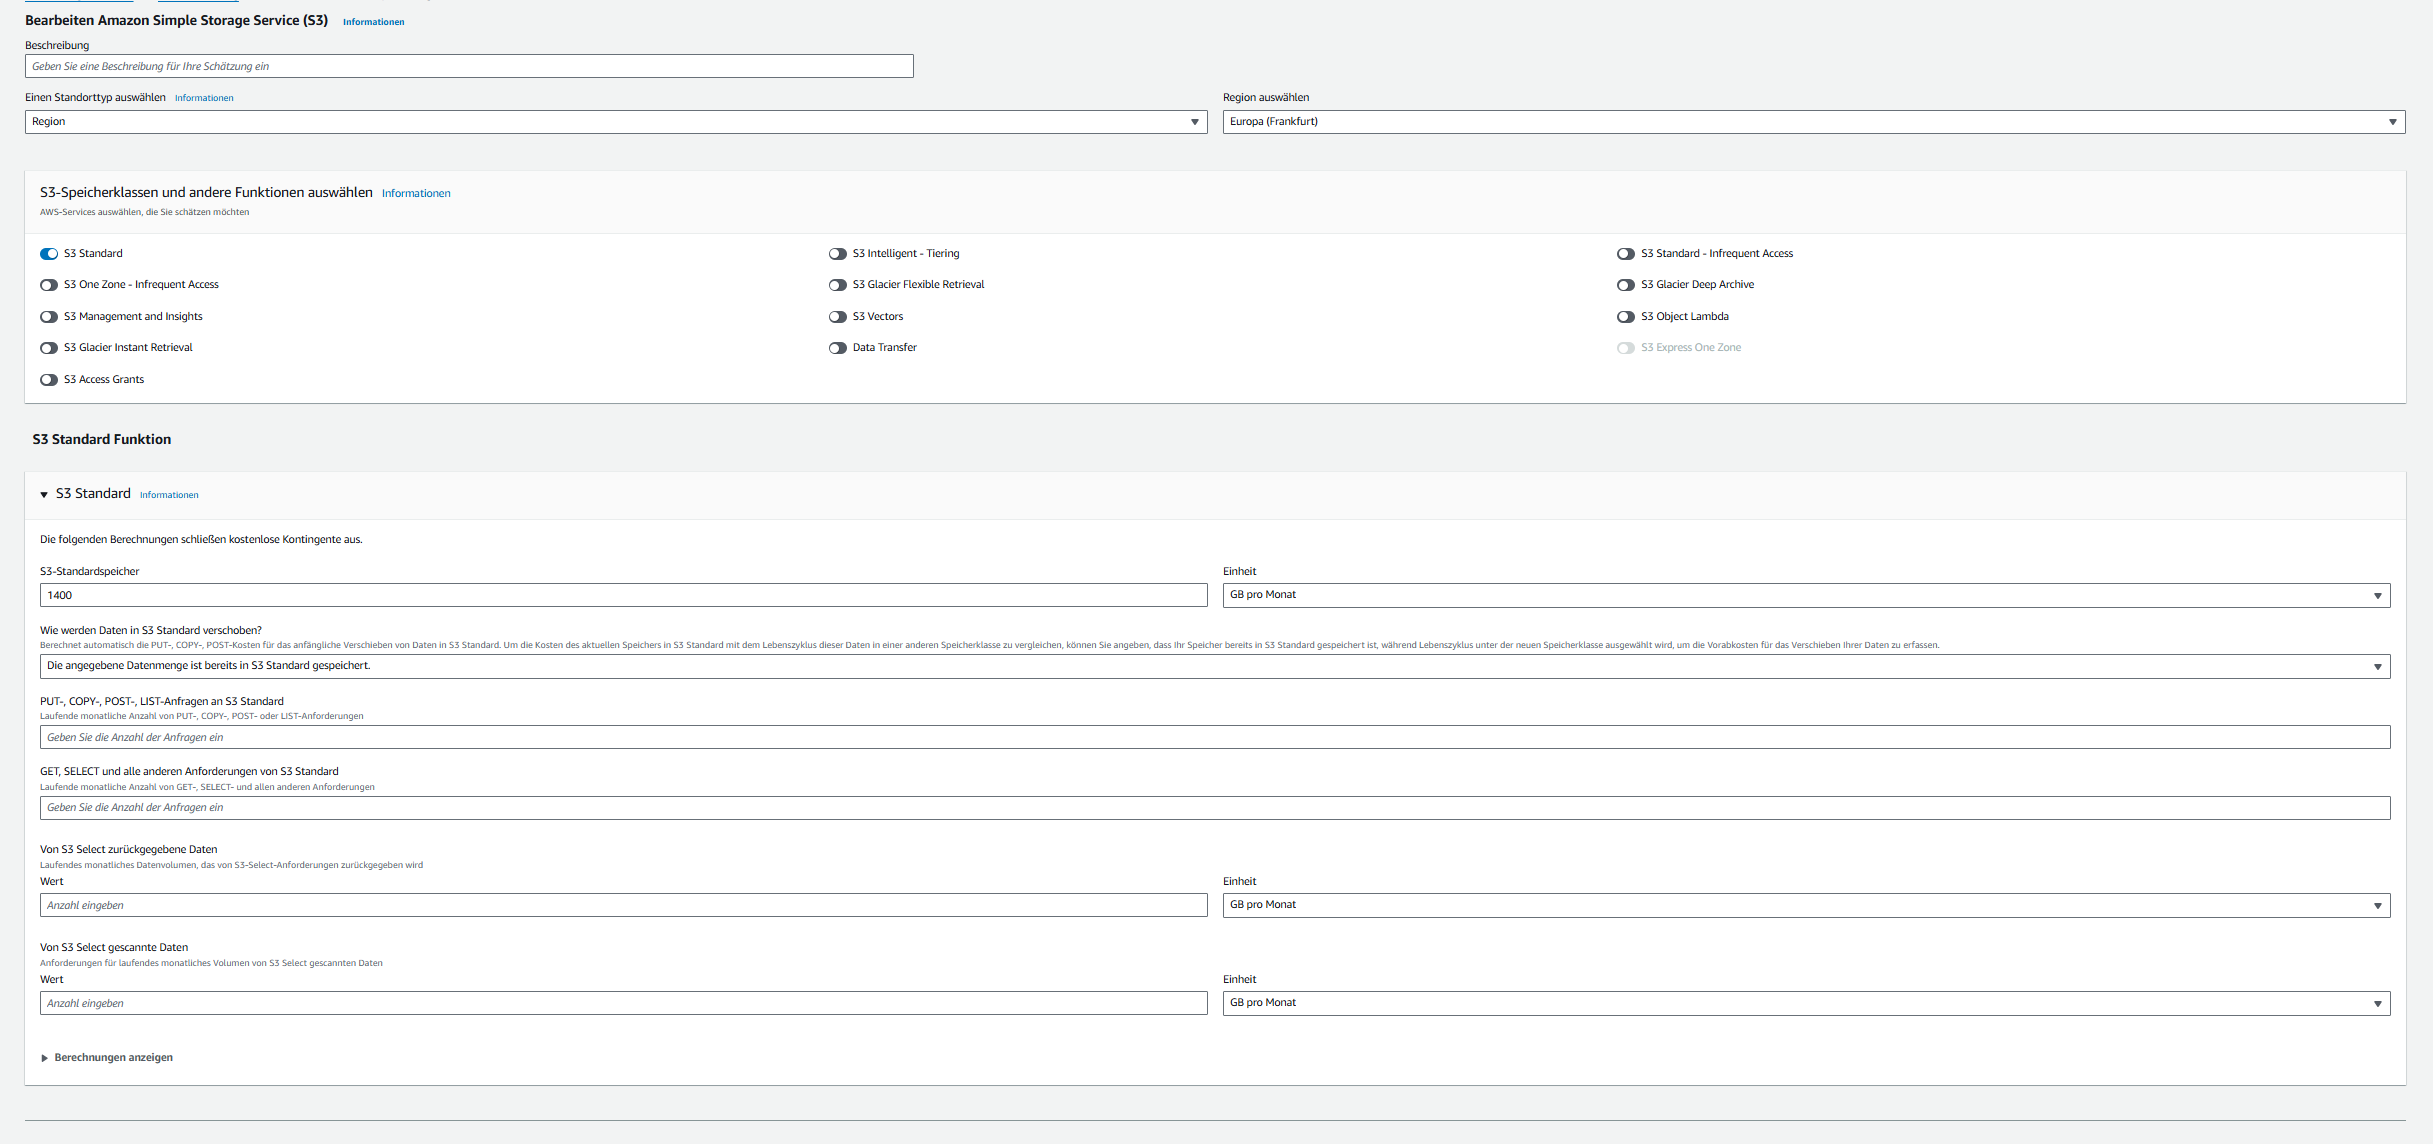 Bearbeiten Amazon Simple Storage Service (S3) Informationen
Beschreibung
Geben Sie eine Beschreibung für Ihre Schätzung ein
Einen Standorttyp auswählen Informationen
Region auswählen
Region
Europa (Frankfurt)
S3-Speicherklassen und andere Funktionen auswählen Informationen
AWS-Services auswählen, die Sie schätzen möchten
S3 Standard
S3 Intelligent - Tiering
S3 Standard - Infrequent Access
S3 One Zone - Infrequent Access
S3 Glacier Flexible Retrieval
S3 Glacier Deep Archive
S3 Management and Insights
S3 Vectors
S3 Object Lambda
S3 Glacier Instant Retrieval
Data Transfer
S3 Express One Zone
S3 Access Grants
S3 Standard Funktion
S3 Standard Informationen
Die folgenden Berechnungen schließen kostenlose Kontingente aus.
S3-Standardspeicher
Einheit
1400
GB pro Monat
Wie werden Daten in S3 Standard verschoben?
Berechnet automatisch die PUT-, COPY-, POST-Kosten für das anfängliche Verschieben von Daten in S3 Standard. Um die Kosten des aktuellen Speichers in S3 Standard mit dem Lebenszyklus dieser Daten in einer anderen Speicherklasse zu vergleichen, können Sie angeben, dass Ihr Speicher bereits in S3 Standard gespeichert ist, während Lebenszyklus unter der neuen Speicherklasse ausgewählt wird, um die Vorabkosten für das Verschieben Ihrer Daten zu erfassen.
Die angegebene Datenmenge ist bereits in S3 Standard gespeichert.
PUT-, COPY-, POST-, LIST-Anfragen an S3 Standard
Laufende monatliche Anzahl von PUT-, COPY-, POST- oder LIST-Anforderungen
Geben Sie die Anzahl der Anfragen ein
GET, SELECT und alle anderen Anforderungen von S3 Standard
Laufende monatliche Anzahl von GET-, SELECT- und allen anderen Anforderungen
Geben Sie die Anzahl der Anfragen ein
Von S3 Select zurückgegebene Daten
Laufendes monatliches Datenvolumen, das von S3-Select-Anforderungen zurückgegeben wird
Wert
Einheit
Anzahl eingeben
GB pro Monat
Von S3 Select gescannte Daten
Anforderungen für laufendes monatliches Volumen von S3 Select gescannten Daten
Wert
Einheit
Anzahl eingeben
GB pro Monat
Berechnungen anzeigen